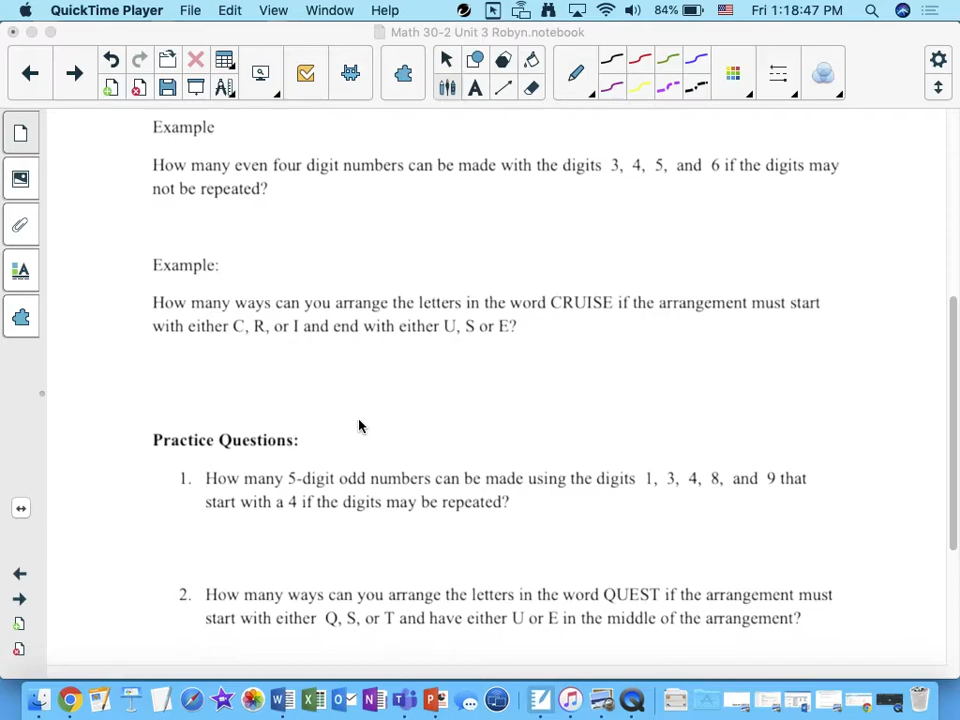 QuickTime Player File Edit View Window Help 84% Fri 1:18:47 PM
Math 30-2 Unit 3 Robyn.notebook
Example
How many even four digit numbers can be made with the digits 3, 4, 5, and 6 if the digits may
not be repeated?
Example:
How many ways can you arrange the letters in the word CRUISE if the arrangement must start
with either C, R, or I and end with either U, S or E?
Practice Questions:
1. How many 5-digit odd numbers can be made using the digits 1, 3, 4, 8, and 9 that
start with a 4 if the digits may be repeated?
2. How many ways can you arrange the letters in the word QUEST if the arrangement must
start with either Q, S, or T and have either U or E in the middle of the arrangement?